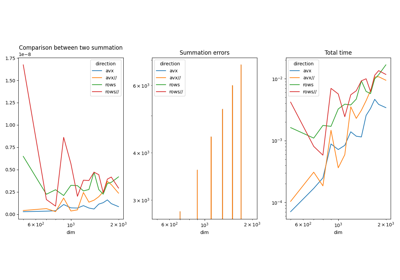 Comparison between two summation
1e−8
Summation errors
Total time
1.75
1.50
1.25
1.00
0.75
0.50
0.25
0.00
direction
avx
avx//
rows
rows//
6 × 10²
10³
2 × 10³
dim
6 × 10³
4 × 10³
3 × 10³
direction
avx
avx//
rows
rows//
6 × 10²
10³
2 × 10³
dim
10⁻²
10⁻³
10⁻⁴
direction
avx
avx//
rows
rows//
6 × 10²
10³
2 × 10³
dim